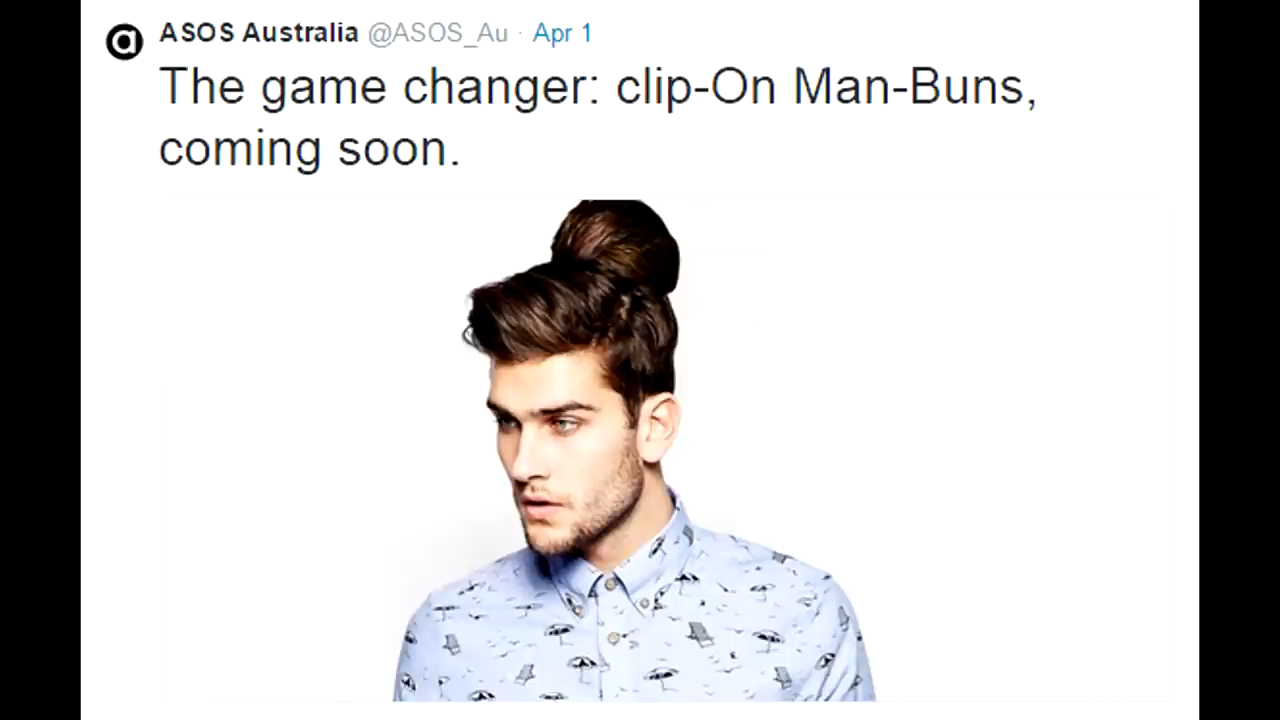 ASOS Australia @ASOS_Au · Apr 1
The game changer: clip-On Man-Buns,
coming soon.